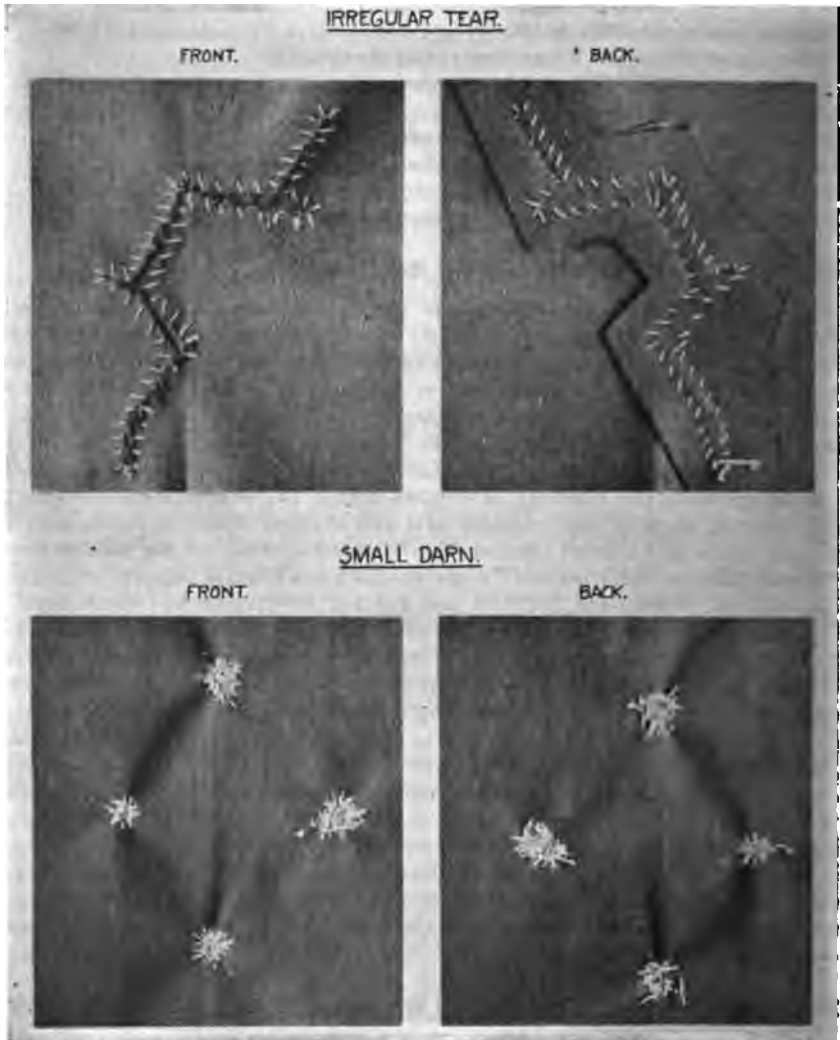 IRREGULAR TEAR.
FRONT.
BACK.
SMALL DARN.
FRONT.
BACK.